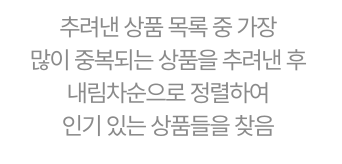 추려낸 상품 목록 중 가장
많이 중복되는 상품을 추려낸 후
내림차순으로 정렬하여
인기 있는 상품들을 찾음